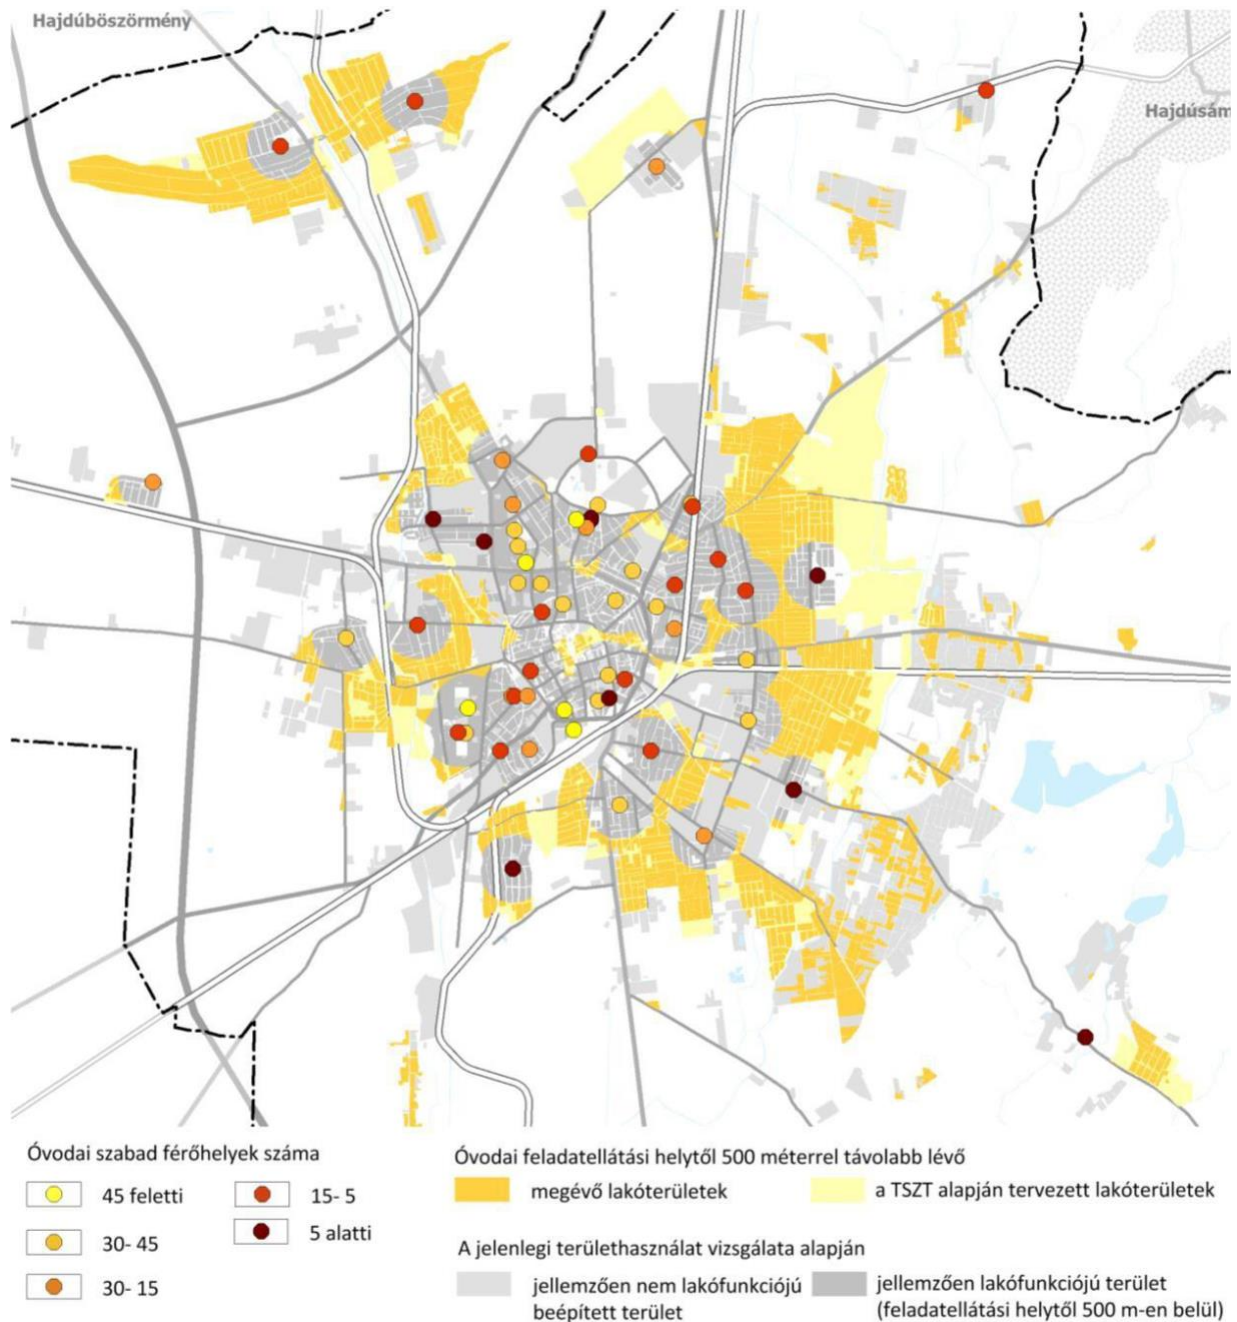 Hajdúböszörmény
Hajdúsám
Óvodai szabad férőhelyek száma
45 feletti
15- 5
30- 45
5 alatti
30- 15
Óvodai feladatellátási helytől 500 méterrel távolabb lévő
megévő lakóterületek
a TSZT alapján tervezett lakóterületek
A jelenlegi területhasználat vizsgálata alapján
jellemzően nem lakófunkciójú
beépített terület
jellemzően lakófunkciójú terület
(feladatellátási helytől 500 m-en belül)